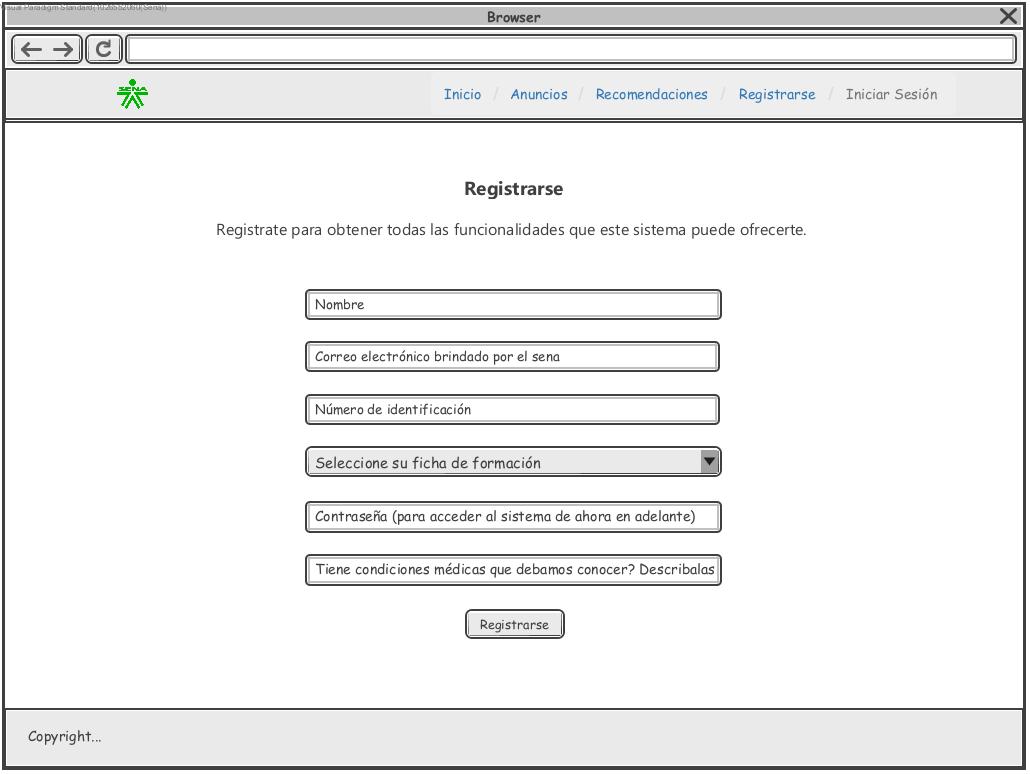 Visual Paradigm Standard(1026552060(Sena))
Browser
SENA
Inicio / Anuncios / Recomendaciones / Registrarse / Iniciar Sesión
Registrarse
Registrate para obtener todas las funcionalidades que este sistema puede ofrecerte.
Nombre
Correo electrónico brindado por el sena
Número de identificación
Seleccione su ficha de formación
Contraseña (para acceder al sistema de ahora en adelante)
Tiene condiciones médicas que debamos conocer? Describalas
Registrarse
Copyright...